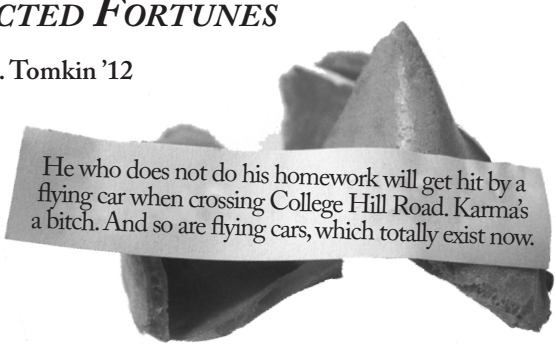 CTED FORTUNES
. Tomkin ’12
He who does not do his homework will get hit by a
flying car when crossing College Hill Road. Karma’s
a bitch. And so are flying cars, which totally exist now.